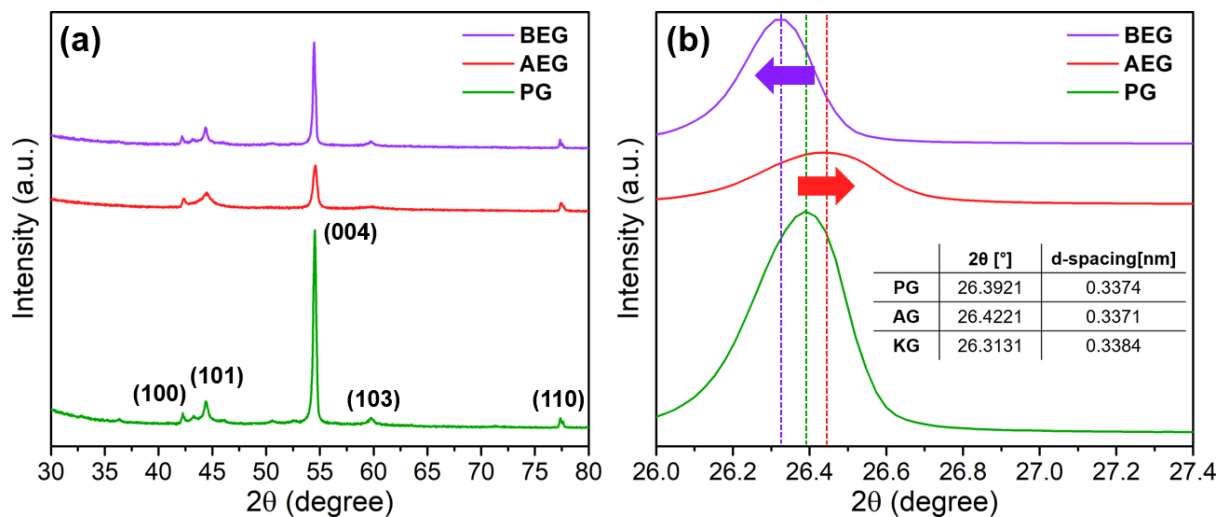 (a)
BEG
AEG
PG
(004)
(100)
(101)
(103)
(110)
Intensity (a.u.)
30 35 40 45 50 55 60 65 70 75 80
2θ (degree)
(b)
BEG
AEG
PG
2θ [°] d-spacing[nm]
PG 26.3921 0.3374
AG 26.4221 0.3371
KG 26.3131 0.3384
Intensity (a.u.)
26.0 26.2 26.4 26.6 26.8 27.0 27.2 27.4
2θ (degree)